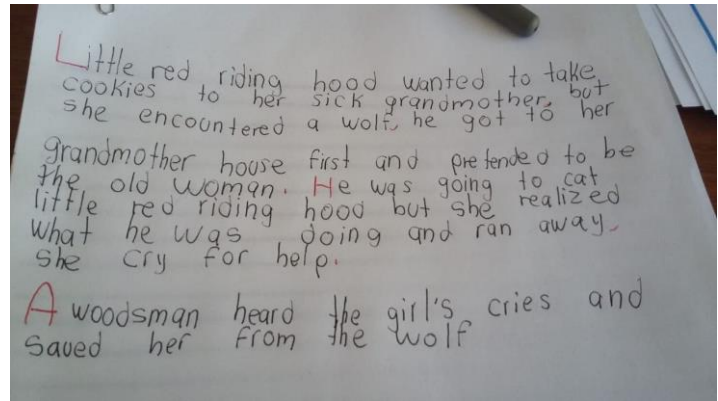 Little red riding hood wanted to take
cookies to her sick grandmother, but
she encountered a wolf, he got to her
grandmother house first and pretended to be
the old woman. He was going to eat
little red riding hood but she realized
what he was doing and ran away,
she cry for help.
A woodsman heard the girl's cries and
saved her from the wolf